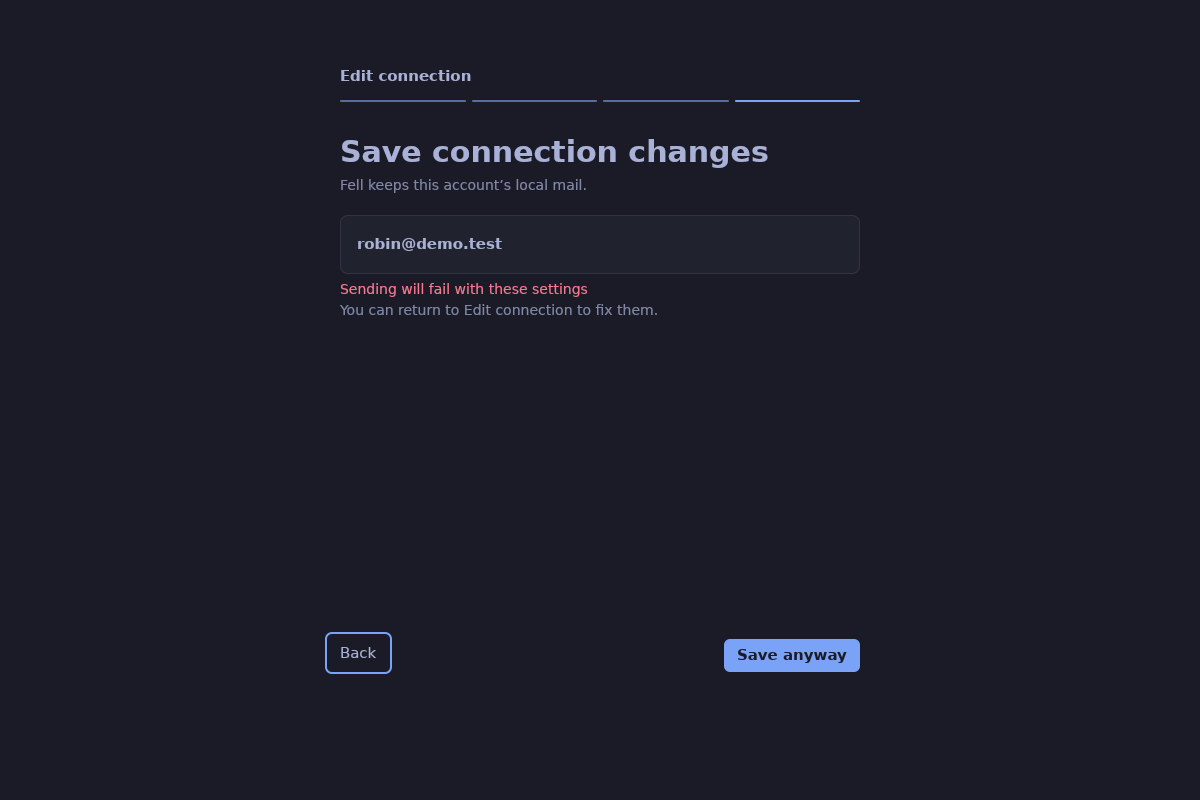 Edit connection
Save connection changes
Fell keeps this account’s local mail.
robin@demo.test
Sending will fail with these settings
You can return to Edit connection to fix them.
Back
Save anyway